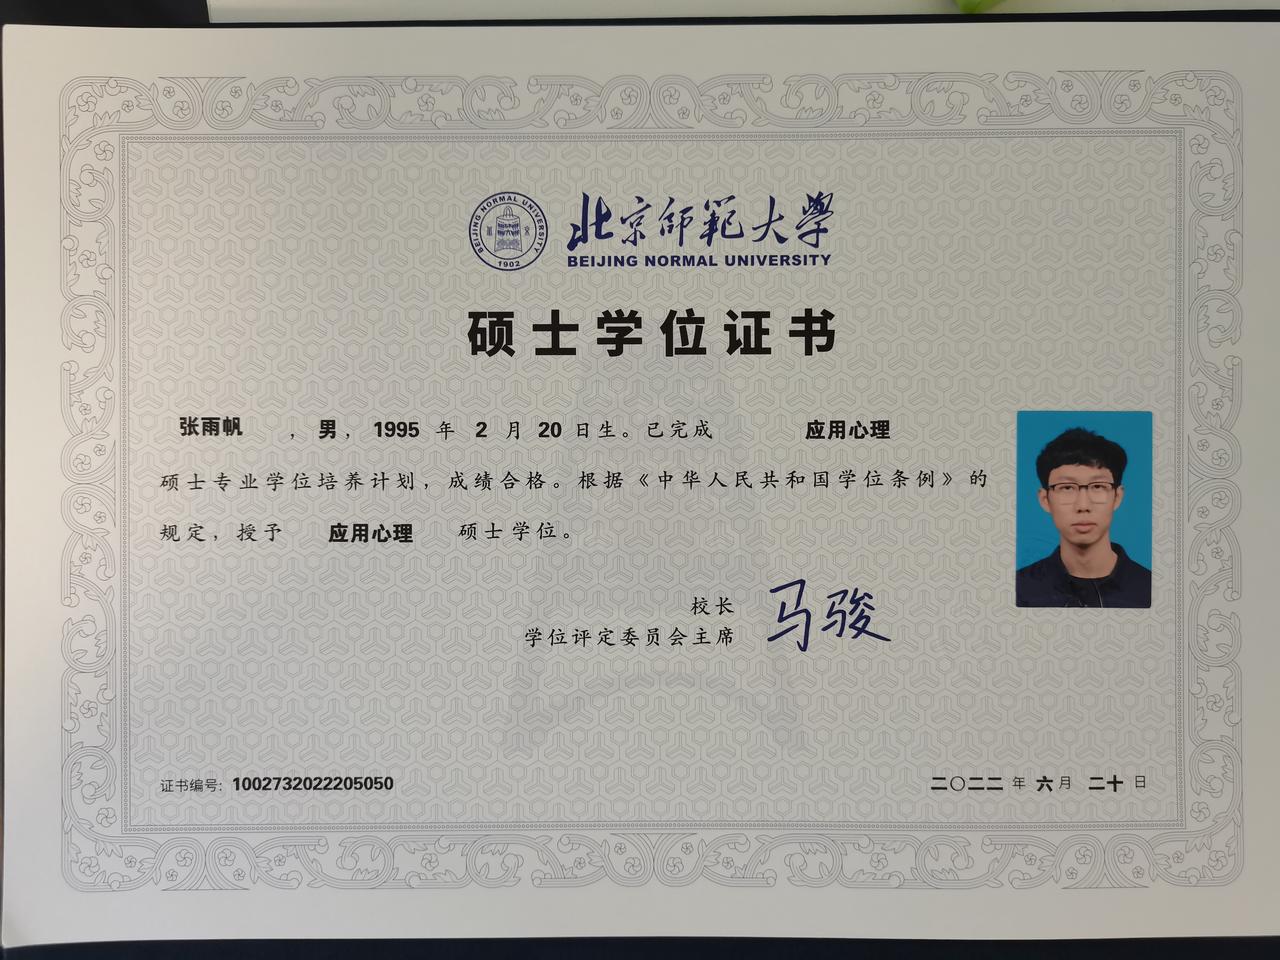 北京師範大學
BEIJING NORMAL UNIVERSITY
BEIJING NORMAL UNIVERSITY
1902
硕士学位证书
张雨帆 ，男，1995 年 2 月 20 日生。已完成 应用心理
硕士专业学位培养计划，成绩合格。根据《中华人民共和国学位条例》的
规定，授予 应用心理 硕士学位。
校长
学位评定委员会主席 马骏
证书编号：1002732022205050
二〇二二 年 六月 二十 日